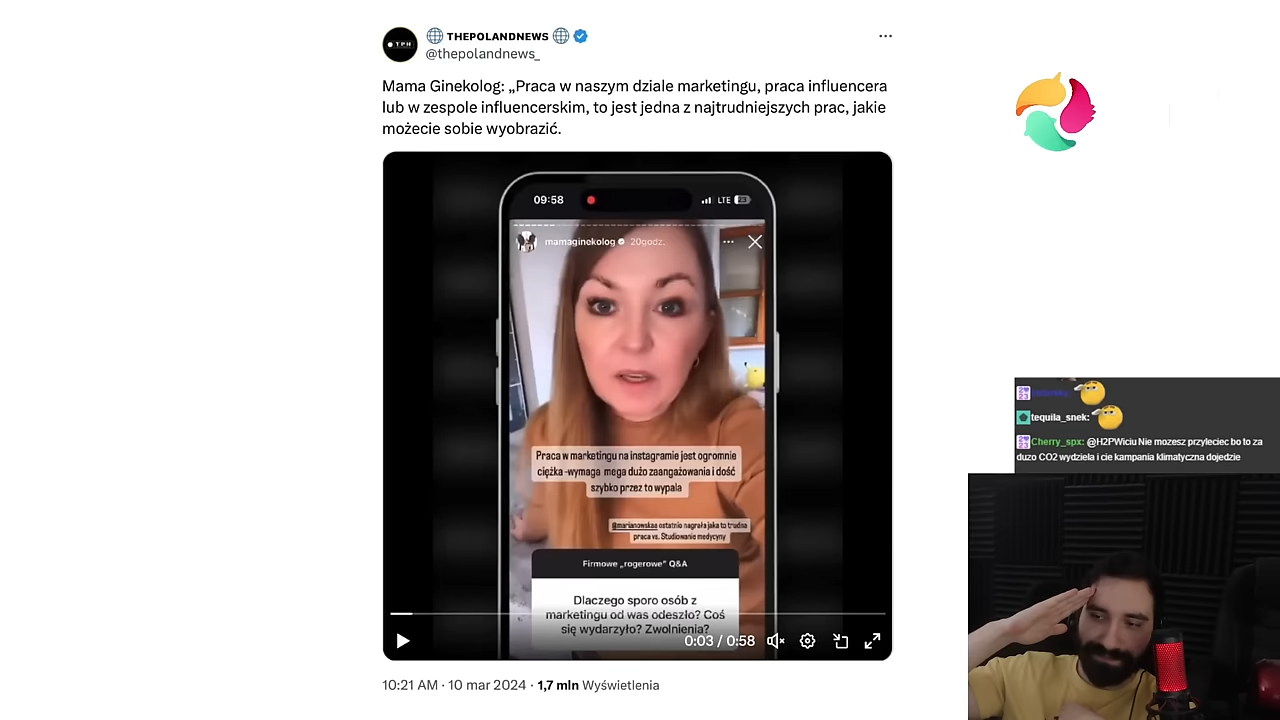 THEPOLANDNEWS
@thepolandnews_
Mama Ginekolog: „Praca w naszym dziale marketingu, praca influencera
lub w zespole influencerskim, to jest jedna z najtrudniejszych prac, jakie
możecie sobie wyobrazić.
09:58
LTE 23
mamaginekolog 20godz.
Praca w marketingu na instagramie jest ogromnie
ciężka -wymaga mega dużo zaangażowania i dość
szybko przez to wypala
@marianowskaa ostatnio nagrała jaka to trudna
praca vs. Studiowanie medycyny
Firmowe „rogerowe" Q&A
Dlaczego sporo osób z
marketingu od was odeszło? Coś
się wydarzyło? Zwolnienia?
0:03 / 0:58
10:21 AM · 10 mar 2024 · 1,7 mln Wyświetlenia
tequila_snek:
Cherry_spx: @H2PWiciu Nie mozesz przyleciec bo to za
duzo CO2 wydziela i cie kampania klimatyczna dojedzie